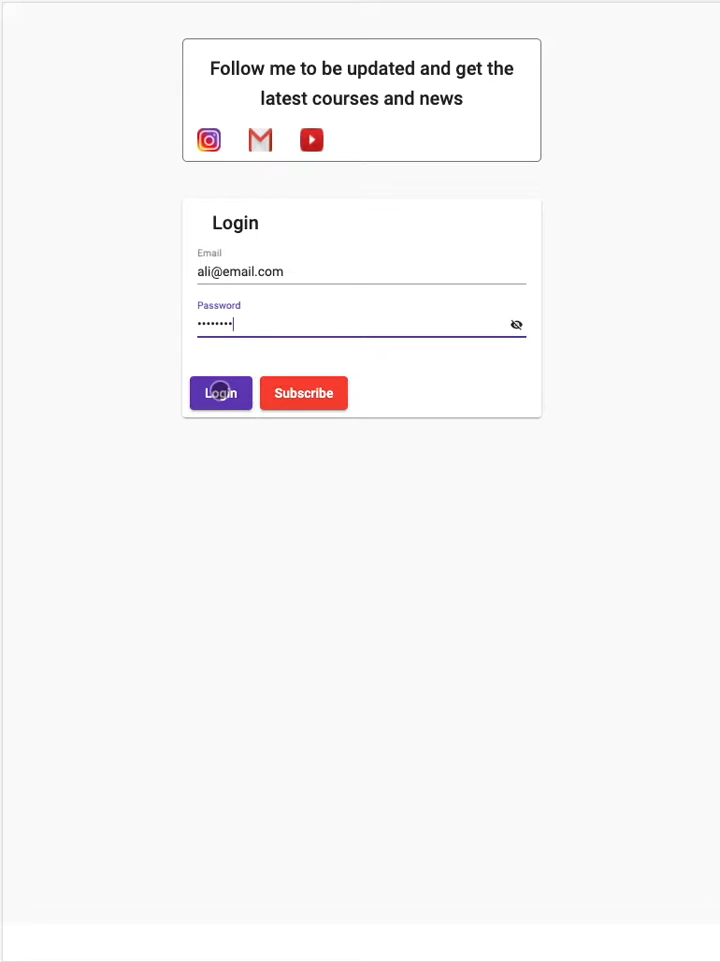 Follow me to be updated and get the
latest courses and news
Login
Email
ali@email.com
Password
••••••••
Login
Subscribe